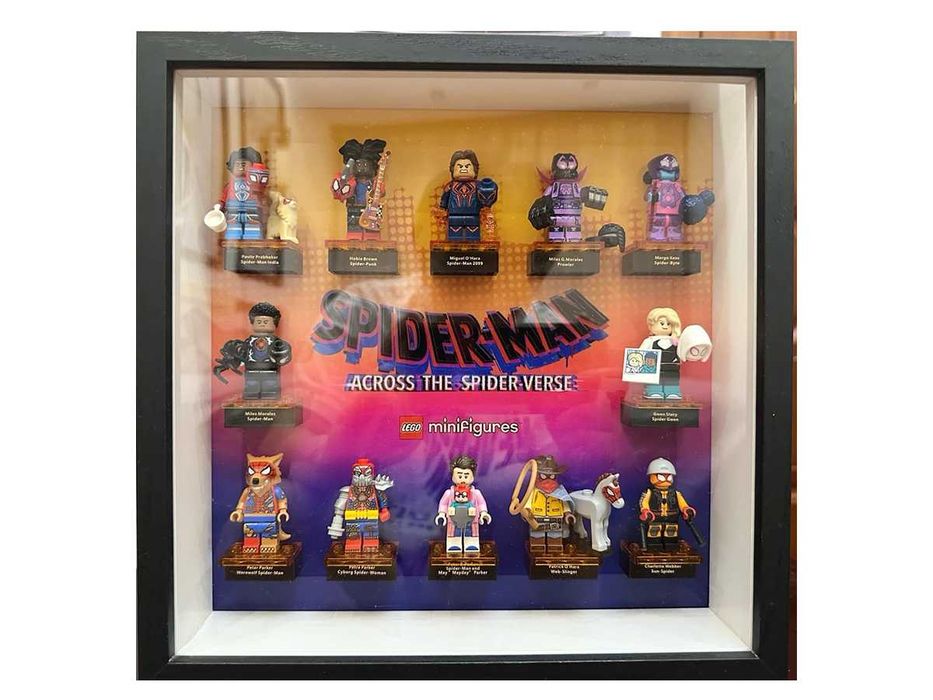 Pavitr Prabhakar
Spider-Man India
Hobie Brown
Spider-Punk
Miguel O'Hara
Spider-Man 2099
Miles G. Morales
Prowler
Margo Kess
Spider-Byte
SPIDER-MAN
ACROSS THE SPIDER-VERSE
LEGO minifigures
Miles Morales
Spider-Man
Gwen Stacy
Spider-Gwen
Peter Parker
Werewolf Spider-Man
Petra Parker
Cyborg Spider-Woman
Spider-Man and
May "Mayday" Parker
Patrick O'Hara
Web-Slinger
Charlotte Webber
Sun-Spider